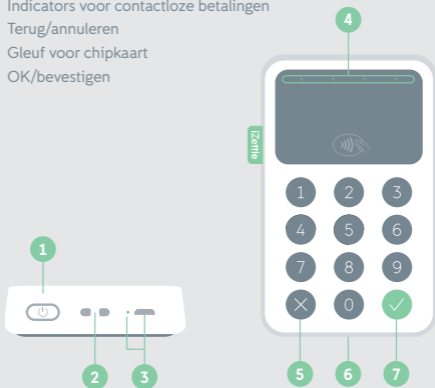 Indicators voor contactloze betalingen
Terug/annuleren
Gleuf voor chipkaart
OK/bevestigen
4
iZettle
1 2 3
4 5 6
7 8 9
0
1
2 3
5 6 7